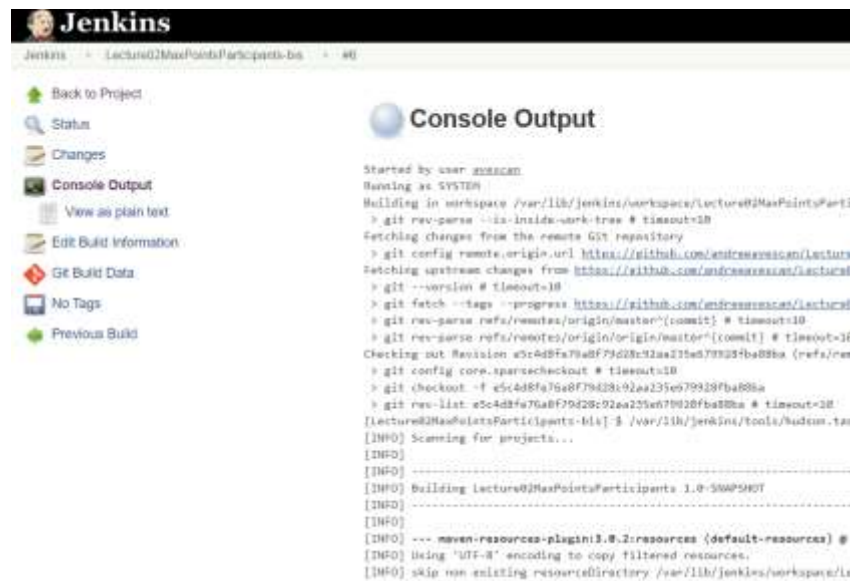 Jenkins
Jenkins Lecture02MaxPointsParticipants-bis #6
Back to Project
Status
Changes
Console Output
View as plain text
Edit Build Information
Git Build Data
No Tags
Previous Build
Console Output
Started by user avescan
Running as SYSTEM
Building in workspace /var/lib/jenkins/workspace/Lecture02MaxPointsParti
> git rev-parse --is-inside-work-tree # timeout=10
Fetching changes from the remote Git repository
> git config remote.origin.url https://github.com/andreeavescan/Lecture
Fetching upstream changes from https://github.com/andreeavescan/Lecture0
> git --version # timeout=10
> git fetch --tags --progress https://github.com/andreeavescan/Lecture0
> git rev-parse refs/remotes/origin/master^{commit} # timeout=10
> git rev-parse refs/remotes/origin/origin/master^{commit} # timeout=10
Checking out Revision (refs/rem
> git config core.sparsecheckout # timeout=10
> git checkout -f
> git rev-list # timeout=10
[Lecture02MaxPointsParticipants-bis] $ /var/lib/jenkins/tools/hudson.tas
[INFO] Scanning for projects...
[INFO]
[INFO] ------------------------------------------------------------------------
[INFO] Building Lecture02MaxPointsParticipants 1.0-SNAPSHOT
[INFO] ------------------------------------------------------------------------
[INFO]
[INFO] --- maven-resources-plugin:3.0.2:resources (default-resources) @
[INFO] Using 'UTF-8' encoding to copy filtered resources.
[INFO] skip non existing resourceDirectory /var/lib/jenkins/workspace/Le